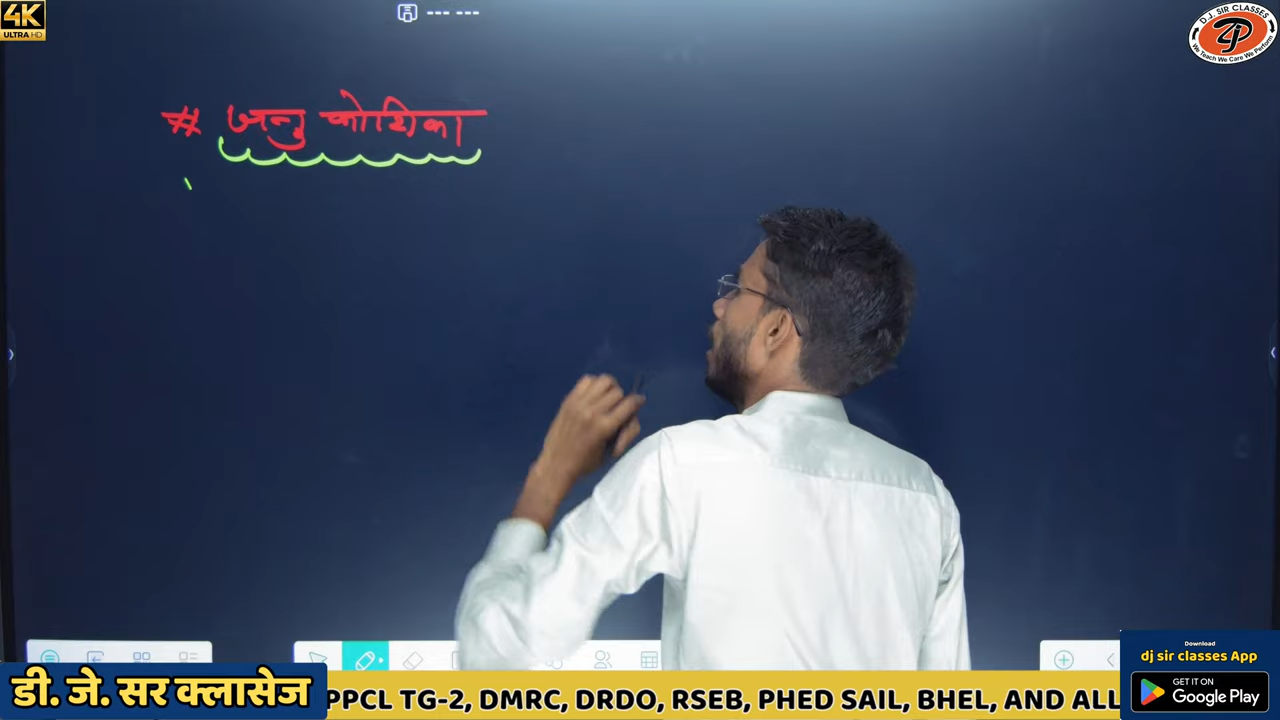 4K
ULTRA HD
D.J. SIR CLASSES
We Teach We Care We Perform
# जन्तु कोशिका
Download
dj sir classes App
GET IT ON
Google Play
डी. जे. सर क्लासेज
PPCL TG-2, DMRC, DRDO, RSEB, PHED SAIL, BHEL, AND ALL